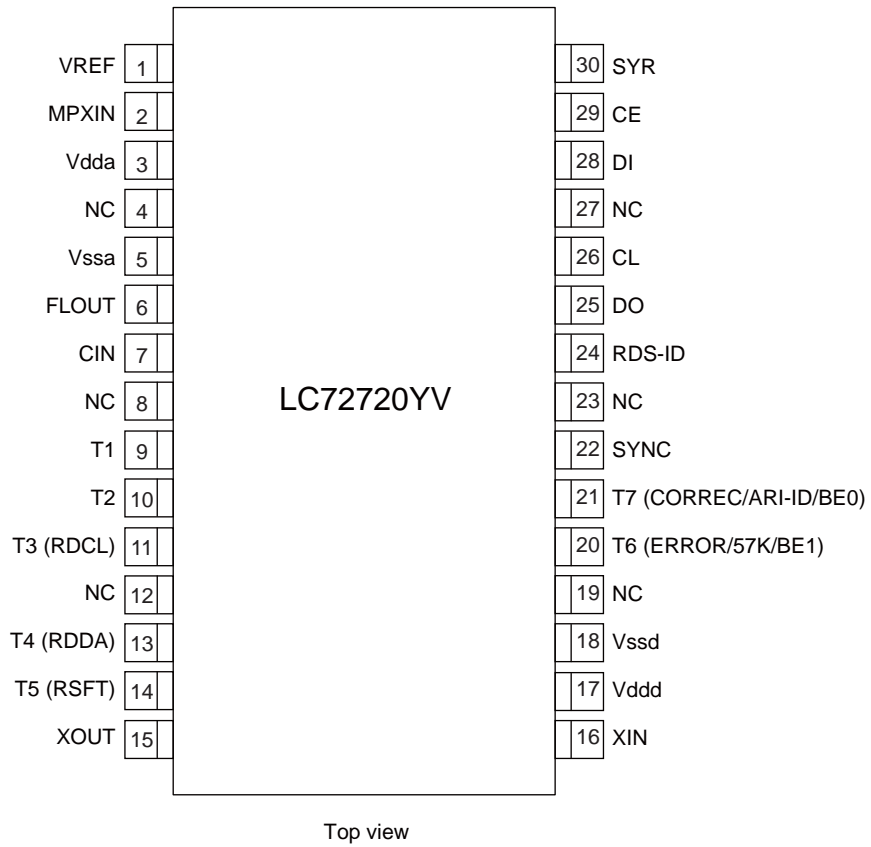 VREF 1 30 SYR
MPXIN 2 29 CE
Vdda 3 28 DI
NC 4 27 NC
Vssa 5 26 CL
FLOUT 6 25 DO
CIN 7 24 RDS-ID
NC 8 LC72720YV 23 NC
T1 9 22 SYNC
T2 10 21 T7 (CORREC/ARI-ID/BE0)
T3 (RDCL) 11 20 T6 (ERROR/57K/BE1)
NC 12 19 NC
T4 (RDDA) 13 18 Vssd
T5 (RSFT) 14 17 Vddd
XOUT 15 16 XIN
Top view